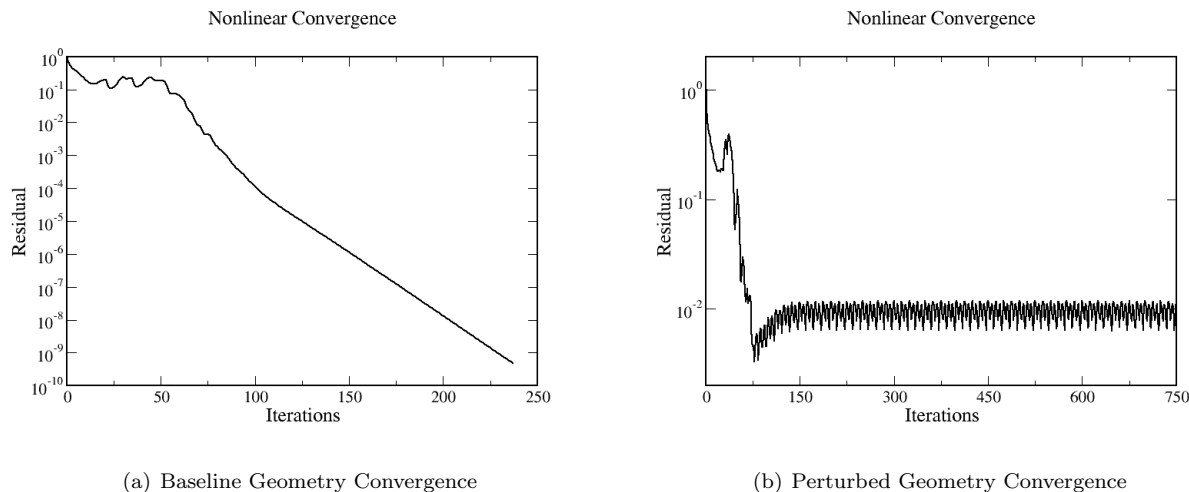 Nonlinear Convergence
10^0
10^-1
10^-2
10^-3
10^-4
10^-5
10^-6
10^-7
10^-8
10^-9
10^-10
Residual
0 50 100 150 200 250
Iterations
(a) Baseline Geometry Convergence
Nonlinear Convergence
10^0
10^-1
10^-2
Residual
0 150 300 450 600 750
Iterations
(b) Perturbed Geometry Convergence